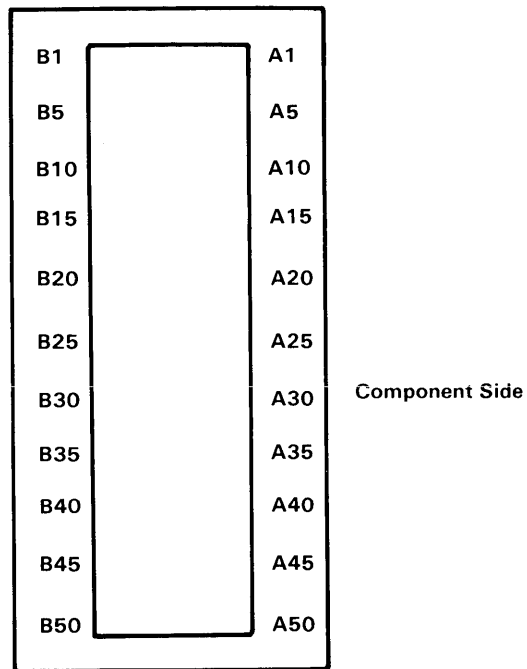 B1 A1
B5 A5
B10 A10
B15 A15
B20 A20
B25 A25
B30 A30
Component Side
B35 A35
B40 A40
B45 A45
B50 A50